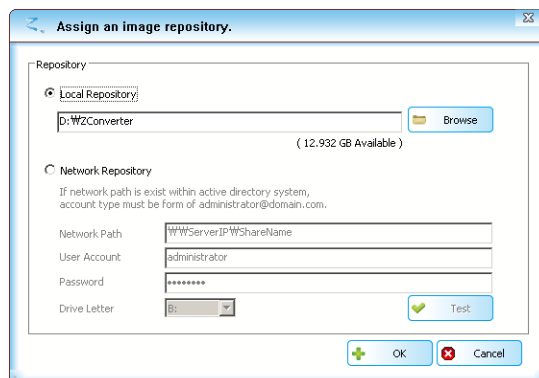 Assign an image repository.
Repository
Local Repository
D:₩ZConverter
Browse
( 12.932 GB Available )
Network Repository
If network path is exist within active directory system,
account type must be form of administrator@domain.com.
Network Path
₩₩ServerIP₩ShareName
User Account
administrator
Password
••••••••
Drive Letter
B:
Test
OK
Cancel